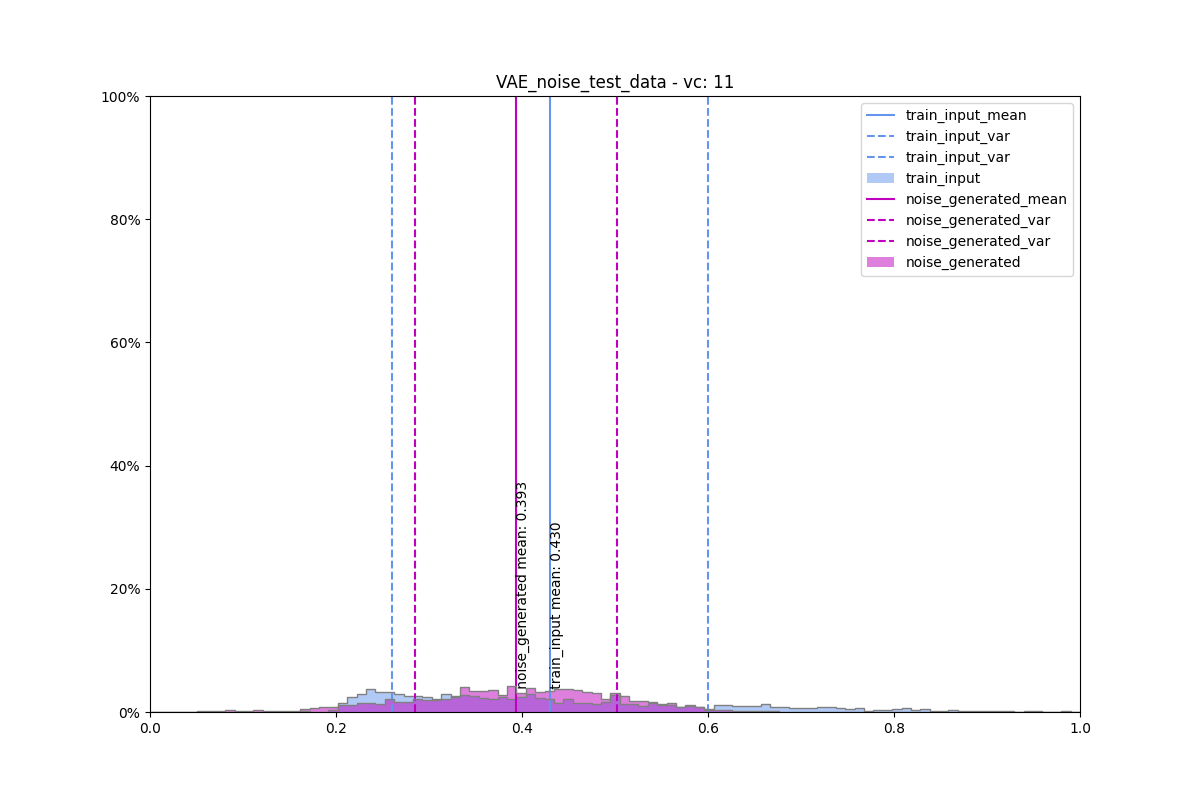 VAE_noise_test_data - vc: 11
100%
80%
60%
40%
20%
0%
train_input_mean
train_input_var
train_input_var
train_input
noise_generated_mean
noise_generated_var
noise_generated_var
noise_generated
noise_generated mean: 0.393
train_input mean: 0.430
0.0 0.2 0.4 0.6 0.8 1.0